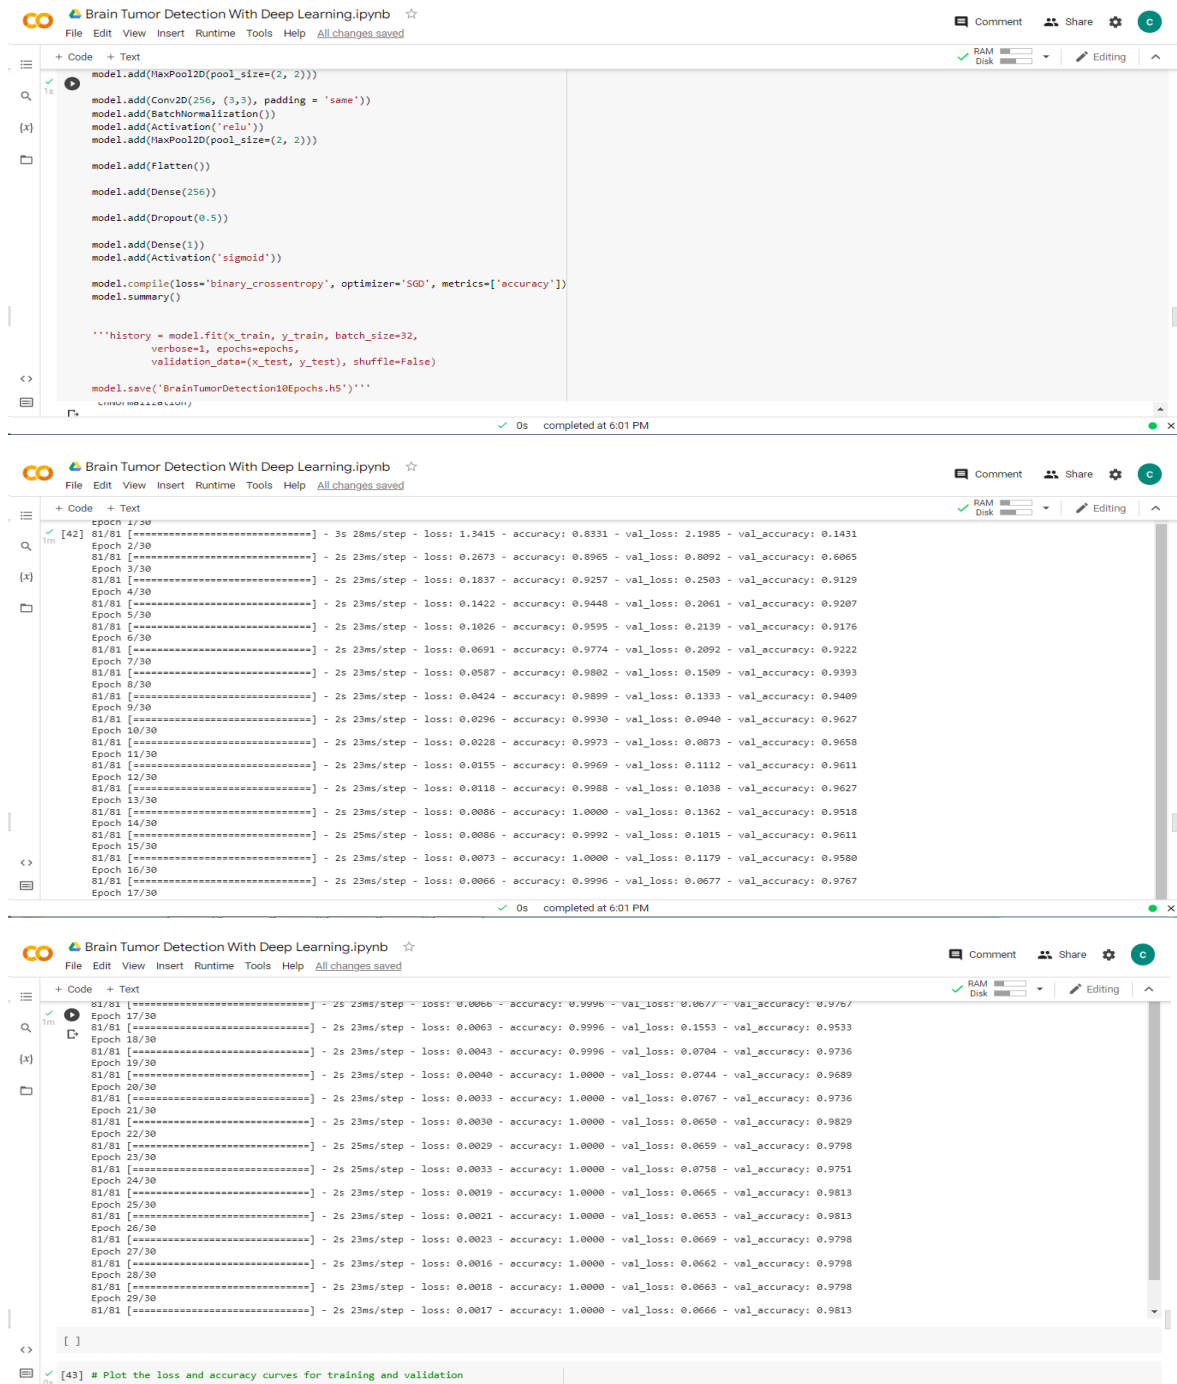 Brain Tumor Detection With Deep Learning.ipynb
Comment Share C
File Edit View Insert Runtime Tools Help All changes saved
+ Code + Text RAM Disk Editing
model.add(MaxPool2D(pool_size=(2, 2)))
1s
model.add(Conv2D(256, (3,3), padding = 'same'))
model.add(BatchNormalization())
{x}
model.add(Activation('relu'))
model.add(MaxPool2D(pool_size=(2, 2)))
model.add(Flatten())
model.add(Dense(256))
model.add(Dropout(0.5))
model.add(Dense(1))
model.add(Activation('sigmoid'))
model.compile(loss='binary_crossentropy', optimizer='SGD', metrics=['accuracy'])
model.summary()
'''history = model.fit(x_train, y_train, batch_size=32,
verbose=1, epochs=epochs,
validation_data=(x_test, y_test), shuffle=False)
model.save('BrainTumorDetection10Epochs.h5')'''
chNormalization)
0s completed at 6:01 PM
Brain Tumor Detection With Deep Learning.ipynb
Comment Share C
File Edit View Insert Runtime Tools Help All changes saved
+ Code + Text RAM Disk Editing
Epoch 1/30
[42] 81/81 [==============================] - 3s 28ms/step - loss: 1.3415 - accuracy: 0.8331 - val_loss: 2.1985 - val_accuracy: 0.1431
1m
Epoch 2/30
81/81 [==============================] - 2s 23ms/step - loss: 0.2673 - accuracy: 0.8965 - val_loss: 0.8092 - val_accuracy: 0.6065
Epoch 3/30
{x}
81/81 [==============================] - 2s 23ms/step - loss: 0.1837 - accuracy: 0.9257 - val_loss: 0.2503 - val_accuracy: 0.9129
Epoch 4/30
81/81 [==============================] - 2s 23ms/step - loss: 0.1422 - accuracy: 0.9448 - val_loss: 0.2061 - val_accuracy: 0.9207
Epoch 5/30
81/81 [==============================] - 2s 23ms/step - loss: 0.1026 - accuracy: 0.9595 - val_loss: 0.2139 - val_accuracy: 0.9176
Epoch 6/30
81/81 [==============================] - 2s 23ms/step - loss: 0.0691 - accuracy: 0.9774 - val_loss: 0.2092 - val_accuracy: 0.9222
Epoch 7/30
81/81 [==============================] - 2s 23ms/step - loss: 0.0587 - accuracy: 0.9802 - val_loss: 0.1509 - val_accuracy: 0.9393
Epoch 8/30
81/81 [==============================] - 2s 23ms/step - loss: 0.0424 - accuracy: 0.9899 - val_loss: 0.1333 - val_accuracy: 0.9409
Epoch 9/30
81/81 [==============================] - 2s 23ms/step - loss: 0.0296 - accuracy: 0.9930 - val_loss: 0.0940 - val_accuracy: 0.9627
Epoch 10/30
81/81 [==============================] - 2s 23ms/step - loss: 0.0228 - accuracy: 0.9973 - val_loss: 0.0873 - val_accuracy: 0.9658
Epoch 11/30
81/81 [==============================] - 2s 23ms/step - loss: 0.0155 - accuracy: 0.9969 - val_loss: 0.1112 - val_accuracy: 0.9611
Epoch 12/30
81/81 [==============================] - 2s 23ms/step - loss: 0.0118 - accuracy: 0.9988 - val_loss: 0.1038 - val_accuracy: 0.9627
Epoch 13/30
81/81 [==============================] - 2s 23ms/step - loss: 0.0086 - accuracy: 1.0000 - val_loss: 0.1362 - val_accuracy: 0.9518
Epoch 14/30
81/81 [==============================] - 2s 25ms/step - loss: 0.0086 - accuracy: 0.9992 - val_loss: 0.1015 - val_accuracy: 0.9611
Epoch 15/30
81/81 [==============================] - 2s 23ms/step - loss: 0.0073 - accuracy: 1.0000 - val_loss: 0.1179 - val_accuracy: 0.9580
Epoch 16/30
81/81 [==============================] - 2s 23ms/step - loss: 0.0066 - accuracy: 0.9996 - val_loss: 0.0677 - val_accuracy: 0.9767
Epoch 17/30
0s completed at 6:01 PM
Brain Tumor Detection With Deep Learning.ipynb
Comment Share C
File Edit View Insert Runtime Tools Help All changes saved
+ Code + Text RAM Disk Editing
81/81 [==============================] - 2s 23ms/step - loss: 0.0066 - accuracy: 0.9996 - val_loss: 0.0677 - val_accuracy: 0.9767
Epoch 17/30
1m
81/81 [==============================] - 2s 23ms/step - loss: 0.0063 - accuracy: 0.9996 - val_loss: 0.1553 - val_accuracy: 0.9533
Epoch 18/30
81/81 [==============================] - 2s 23ms/step - loss: 0.0043 - accuracy: 0.9996 - val_loss: 0.0704 - val_accuracy: 0.9736
{x}
Epoch 19/30
81/81 [==============================] - 2s 23ms/step - loss: 0.0040 - accuracy: 1.0000 - val_loss: 0.0744 - val_accuracy: 0.9689
Epoch 20/30
81/81 [==============================] - 2s 23ms/step - loss: 0.0033 - accuracy: 1.0000 - val_loss: 0.0767 - val_accuracy: 0.9736
Epoch 21/30
81/81 [==============================] - 2s 23ms/step - loss: 0.0030 - accuracy: 1.0000 - val_loss: 0.0650 - val_accuracy: 0.9829
Epoch 22/30
81/81 [==============================] - 2s 25ms/step - loss: 0.0029 - accuracy: 1.0000 - val_loss: 0.0659 - val_accuracy: 0.9798
Epoch 23/30
81/81 [==============================] - 2s 25ms/step - loss: 0.0033 - accuracy: 1.0000 - val_loss: 0.0758 - val_accuracy: 0.9751
Epoch 24/30
81/81 [==============================] - 2s 23ms/step - loss: 0.0019 - accuracy: 1.0000 - val_loss: 0.0665 - val_accuracy: 0.9813
Epoch 25/30
81/81 [==============================] - 2s 23ms/step - loss: 0.0021 - accuracy: 1.0000 - val_loss: 0.0653 - val_accuracy: 0.9813
Epoch 26/30
81/81 [==============================] - 2s 23ms/step - loss: 0.0023 - accuracy: 1.0000 - val_loss: 0.0669 - val_accuracy: 0.9798
Epoch 27/30
81/81 [==============================] - 2s 23ms/step - loss: 0.0016 - accuracy: 1.0000 - val_loss: 0.0662 - val_accuracy: 0.9798
Epoch 28/30
81/81 [==============================] - 2s 23ms/step - loss: 0.0018 - accuracy: 1.0000 - val_loss: 0.0663 - val_accuracy: 0.9798
Epoch 29/30
81/81 [==============================] - 2s 23ms/step - loss: 0.0017 - accuracy: 1.0000 - val_loss: 0.0666 - val_accuracy: 0.9813
[ ]
[43] # Plot the loss and accuracy curves for training and validation
0s